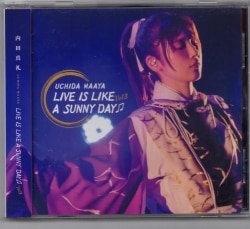 内田真礼
UCHIDA MAAYA
LIVE IS LIKE A SUNNY DAY♫
UCHIDA MAAYA
LIVE IS LIKE
A SUNNY DAY♫